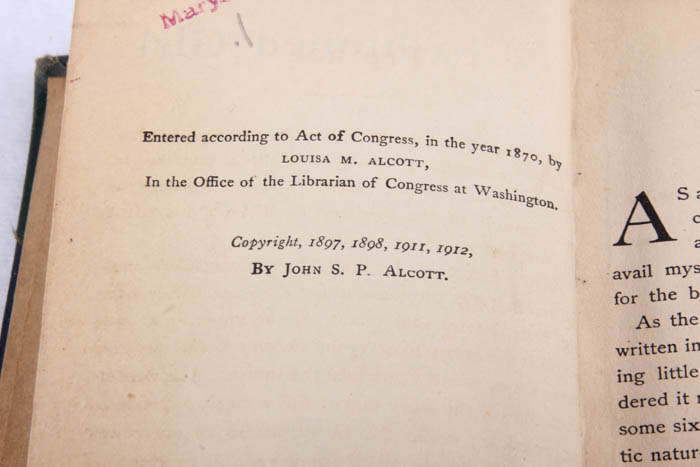 Entered according to Act of Congress, in the year 1870, by
LOUISA M. ALCOTT,
In the Office of the Librarian of Congress at Washington.
Copyright, 1897, 1898, 1911, 1912,
BY JOHN S. P. ALCOTT.
AS
avail
for the
As the
written in
ing little
dered it
some six
tic